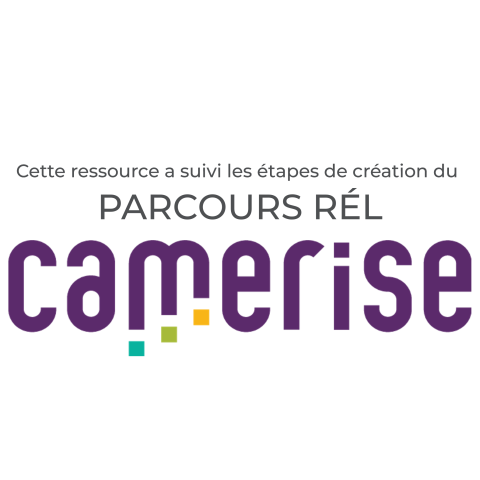 Cette ressource a suivi les étapes de création du
PARCOURS RÉL
camerise